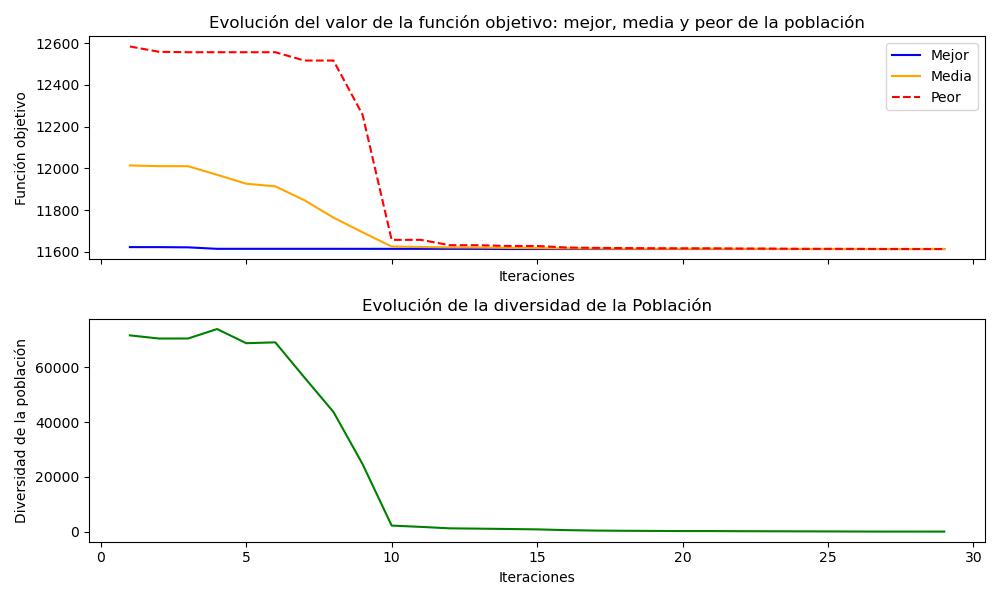 Evolución del valor de la función objetivo: mejor, media y peor de la población
Función objetivo
12600
12400
12200
12000
11800
11600
Mejor
Media
Peor
Iteraciones
Evolución de la diversidad de la Población
Diversidad de la población
60000
40000
20000
0
0
5
10
15
20
25
30
Iteraciones